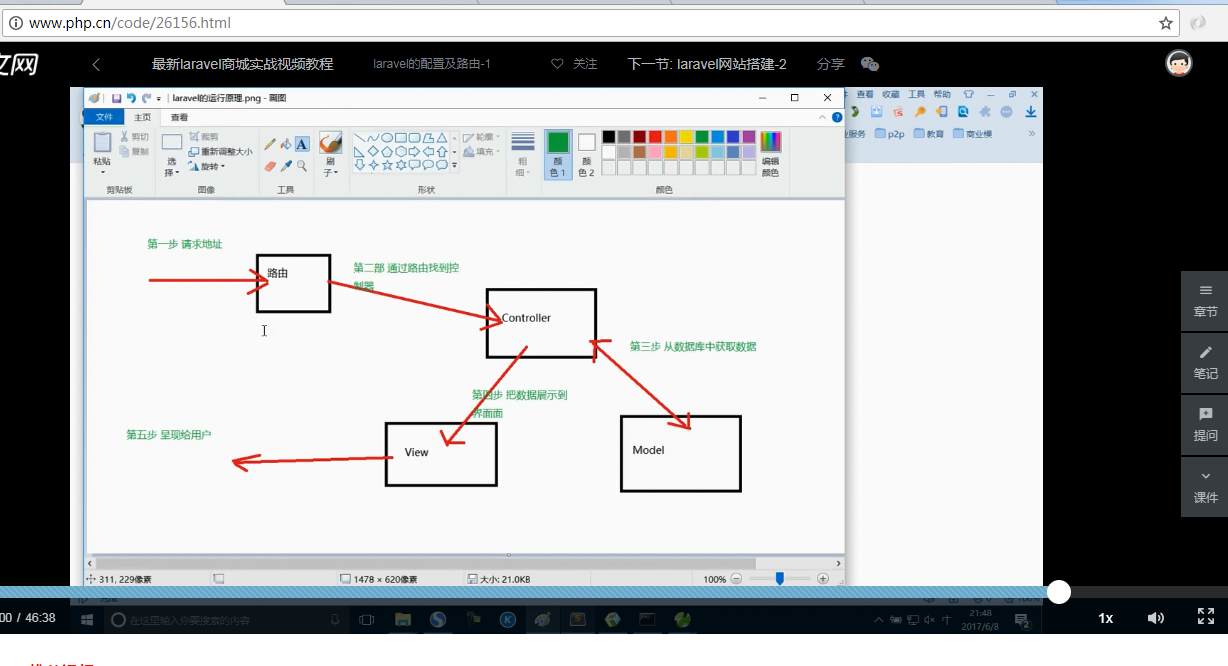 www.php.cn/code/26156.html
文网
最新laravel商城实战视频教程 laravel的配置及路由-1 关注 下一节: laravel网站搭建-2 分享
laravel的运行原理.png - 画图
查看 收藏 工具 帮助
文件 主页 查看
业服务 p2p 教育 商业模
粘贴 剪切 复制
选择 裁剪 重新调整大小 旋转
A
刷子
轮廓 填充
粗细
颜色 1 颜色 2
编辑颜色
剪贴板 图像 工具 形状 颜色
第一步 请求地址
路由
第二部 通过路由找到控
制器
Controller
第三步 从数据库中获取数据
第四步 把数据展示到
界面面
第五步 呈现给用户
View
Model
章节
笔记
提问
课件
311, 229像素 1478 × 620像素 大小: 21.0KB 100%
00 / 46:38
在这里输入你要搜索的内容
21:48
2017/6/8
1x